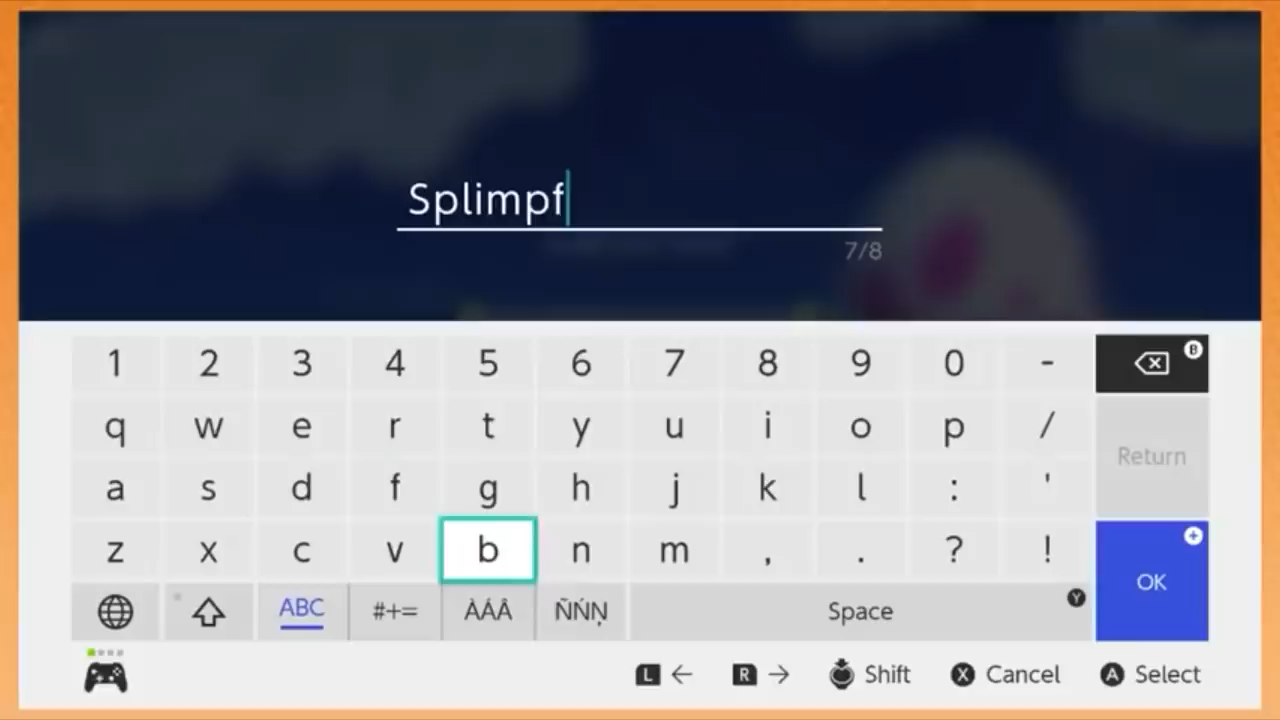 Splimpf
7/8
1 2 3 4 5 6 7 8 9 0 - B
q w e r t y u i o p / Return
a s d f g h j k l : '
z x c v b n m , . ? ! + OK
ABC #+= ÀÁÂ ÑŃŅ Space Y
L ← R → Shift X Cancel A Select